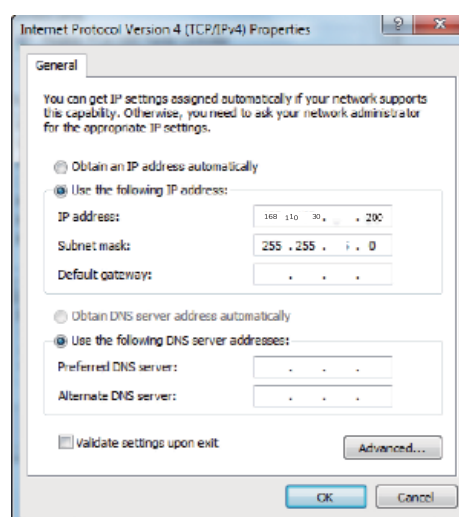 Internet Protocol Version 4 (TCP/IPv4) Properties
General
You can get IP settings assigned automatically if your network supports
this capability. Otherwise, you need to ask your network administrator
for the appropriate IP settings.
Obtain an IP address automatically
Use the following IP address:
IP address: 168 110 30. . 200
Subnet mask: 255 . 255 . . 0
Default gateway: . . .
Obtain DNS server address automatically
Use the following DNS server addresses:
Preferred DNS server: . . .
Alternate DNS server: . . .
Validate settings upon exit
Advanced...
OK Cancel